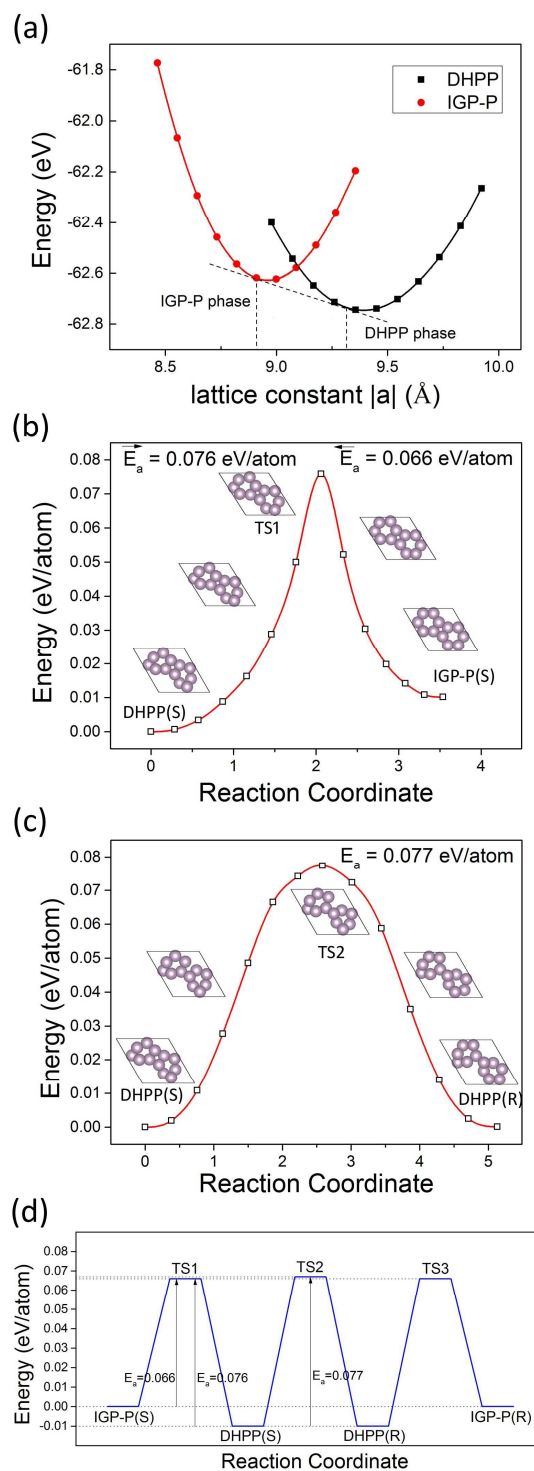 (a)
-61.8
-62.0
-62.2
-62.4
-62.6
-62.8
Energy (eV)
DHPP
IGP-P
IGP-P phase
DHPP phase
8.5 9.0 9.5 10.0
lattice constant |a| (Å)
(b)
E_a = 0.076 eV/atom E_a = 0.066 eV/atom
0.08
0.07
0.06
0.05
0.04
0.03
0.02
0.01
0.00
Energy (eV/atom)
TS1
IGP-P(S)
DHPP(S)
0 1 2 3 4
Reaction Coordinate
(c)
E_a = 0.077 eV/atom
0.08
0.07
0.06
0.05
0.04
0.03
0.02
0.01
0.00
Energy (eV/atom)
TS2
DHPP(S) DHPP(R)
0 1 2 3 4 5
Reaction Coordinate
(d)
0.09
0.08
0.07
0.06
0.05
0.04
0.03
0.02
0.01
0.00
-0.01
Energy (eV/atom)
TS1 TS2 TS3
E_a=0.066 E_a=0.076 E_a=0.077
IGP-P(S) IGP-P(R)
DHPP(S) DHPP(R)
Reaction Coordinate